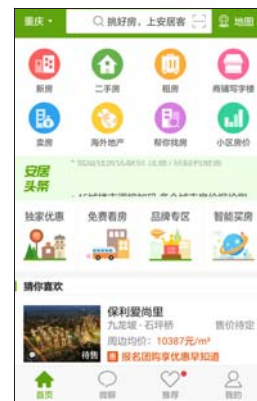 重庆
挑好房，上安居客
地图
新房
二手房
租房
商铺写字楼
卖房
海外地产
帮你找房
小区房价
安居
头条
独家优惠
免费看房
品牌专区
智能买房
猜你喜欢
保利爱尚里
九龙坡·石坪桥
售价待定
周边均价：10387元/m²
待售
报名团购享优惠早知道
首页
微聊
推荐
我的